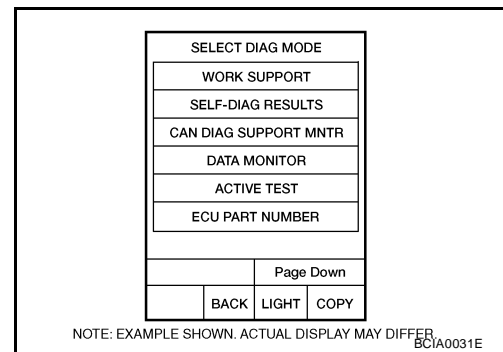 SELECT DIAG MODE
WORK SUPPORT
SELF-DIAG RESULTS
CAN DIAG SUPPORT MNTR
DATA MONITOR
ACTIVE TEST
ECU PART NUMBER
Page Down
BACK LIGHT COPY
NOTE: EXAMPLE SHOWN. ACTUAL DISPLAY MAY DIFFER.
BCIA0031E